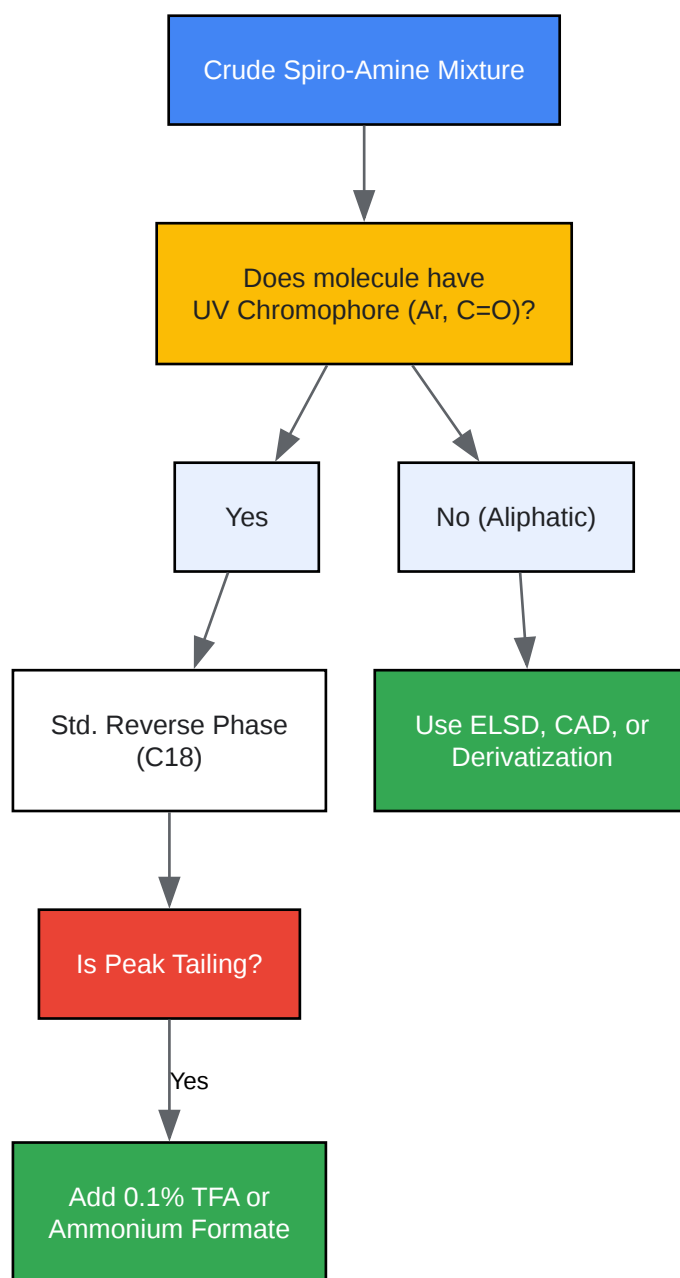 Crude Spiro-Amine Mixture
Does molecule have
UV Chromophore (Ar, C=O)?
Yes
No (Aliphatic)
Std. Reverse Phase
(C18)
Use ELSD, CAD, or
Derivatization
Is Peak Tailing?
Yes
Add 0.1% TFA or
Ammonium Formate